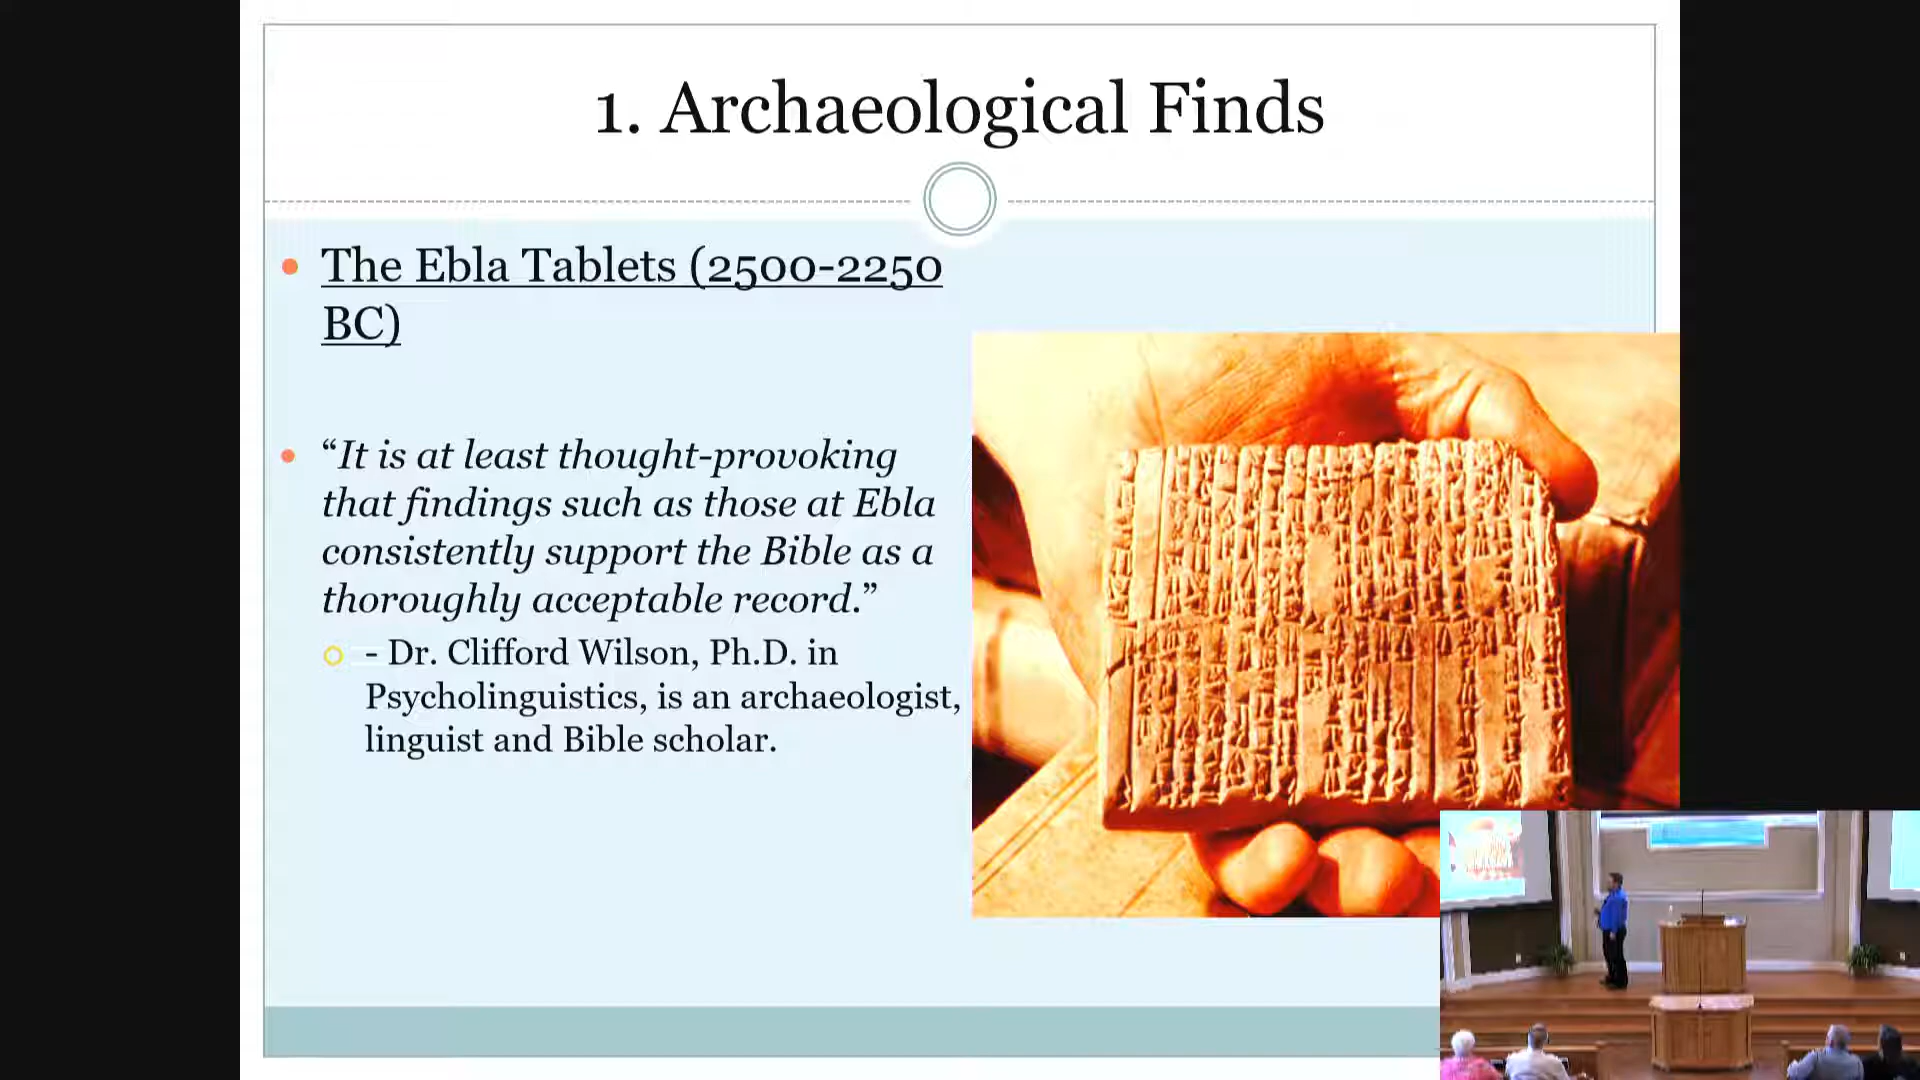 1. Archaeological Finds
The Ebla Tablets (2500-2250
BC)
“It is at least thought-provoking
that findings such as those at Ebla
consistently support the Bible as a
thoroughly acceptable record.”
- Dr. Clifford Wilson, Ph.D. in
Psycholinguistics, is an archaeologist,
linguist and Bible scholar.